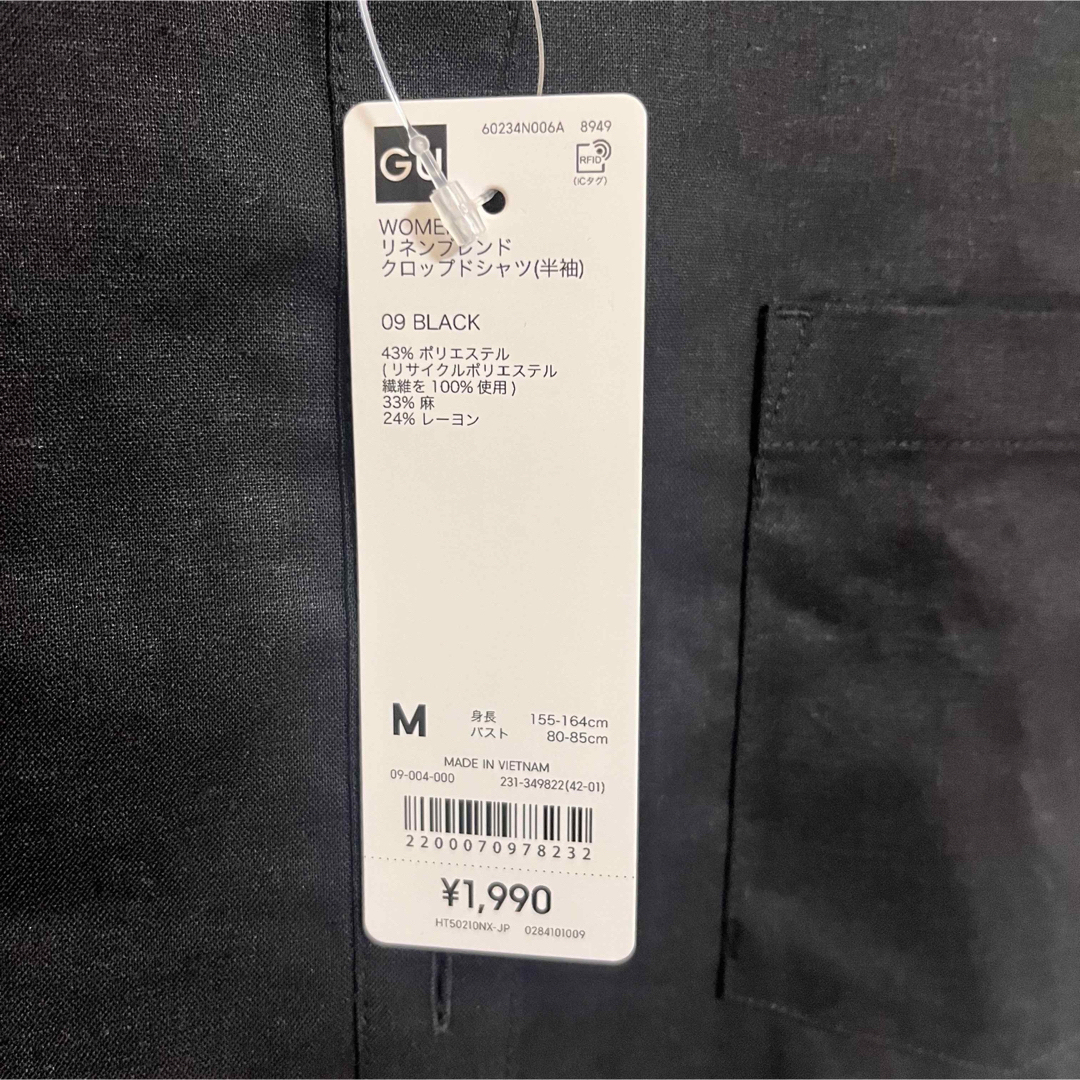 60234N006A 8949
GU
RFID
(ICタグ)
リネンブレンド
クロップドシャツ(半袖)
09 BLACK
43% ポリエステル
(リサイクルポリエステル
繊維を100%使用)
33% 麻
24% レーヨン
M
身長 155-164cm
バスト 80-85cm
MADE IN VIETNAM
09-004-000 231-349822(42-01)
2200070978232
¥1,990
HT50210NX-JP 0284101009